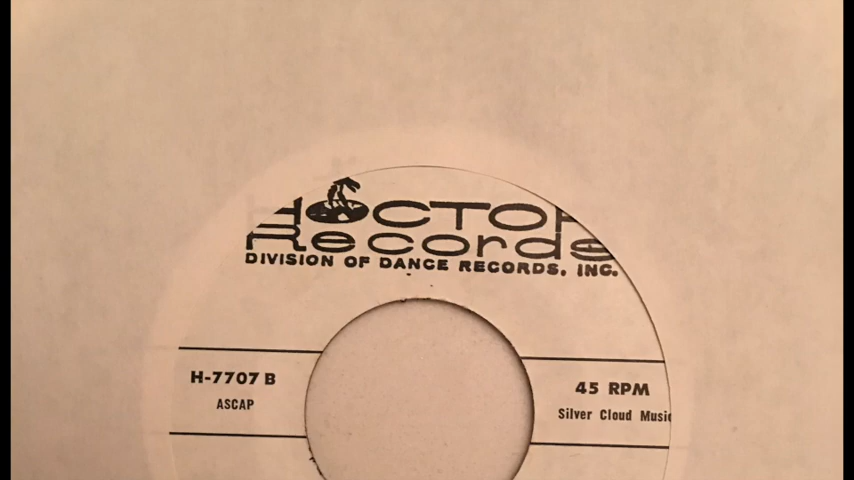 HOCTOR
Records
DIVISION OF DANCE RECORDS, INC.
H-7707 B
ASCAP
45 RPM
Silver Cloud Music